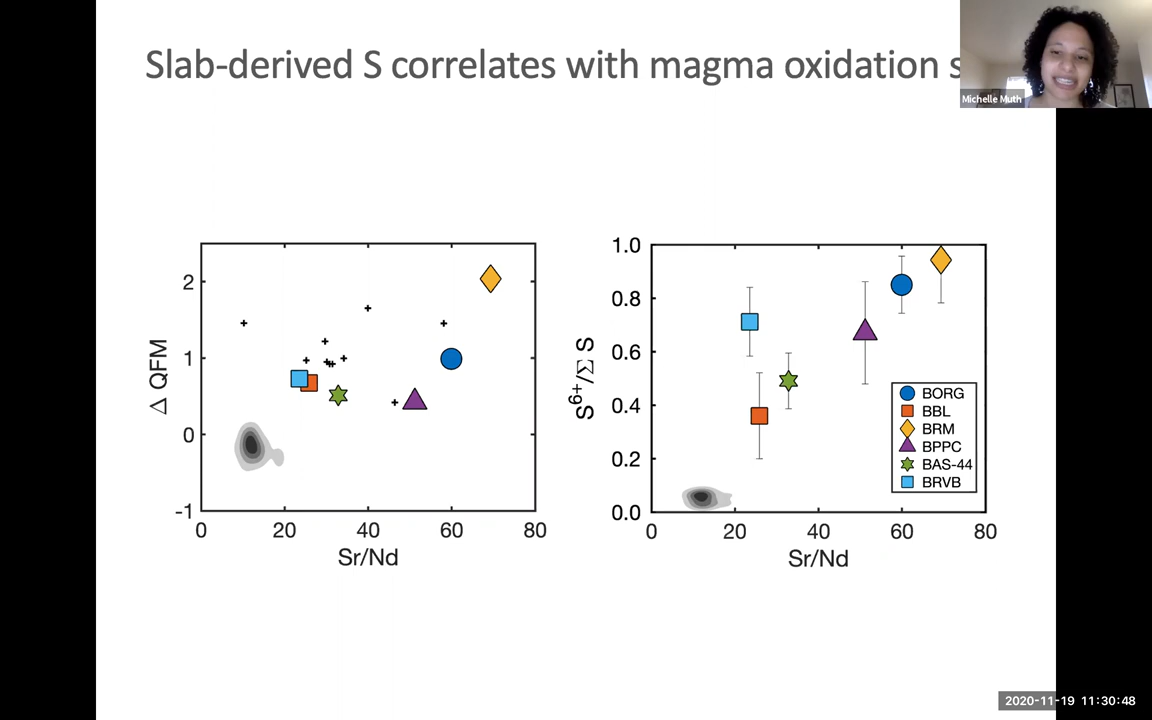 Slab-derived S correlates with magma oxidation s
Michelle Muth
2
1
0
-1
Δ QFM
0 20 40 60 80
Sr/Nd
1.0
0.8
0.6
0.4
0.2
0.0
S6+/Σ S
BORG
BBL
BRM
BPPC
BAS-44
BRVB
0 20 40 60 80
Sr/Nd
2020-11-19 11:30:48